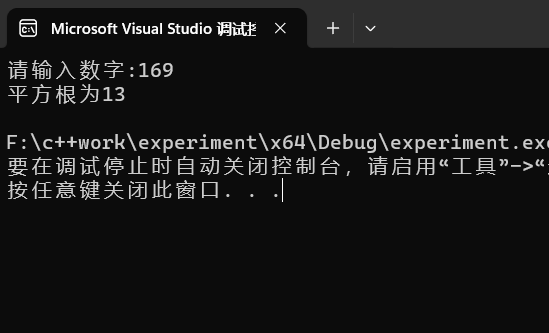 Microsoft Visual Studio 调试控
请输入数字:169
平方根为13
F:\c++work\experiment\x64\Debug\experiment.exe
要在调试停止时自动关闭控制台，请启用“工具”->“
按任意键关闭此窗口. . .